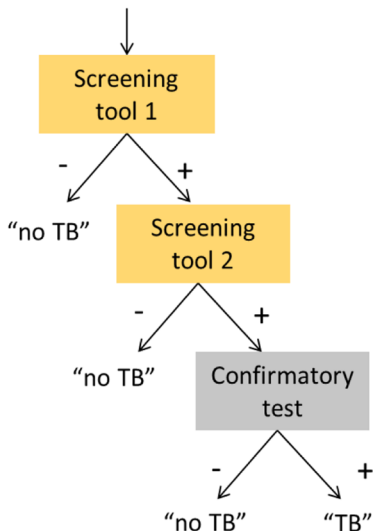 Screening
tool 1
- +
“no TB”
Screening
tool 2
- +
“no TB”
Confirmatory
test
- +
“no TB” “TB”